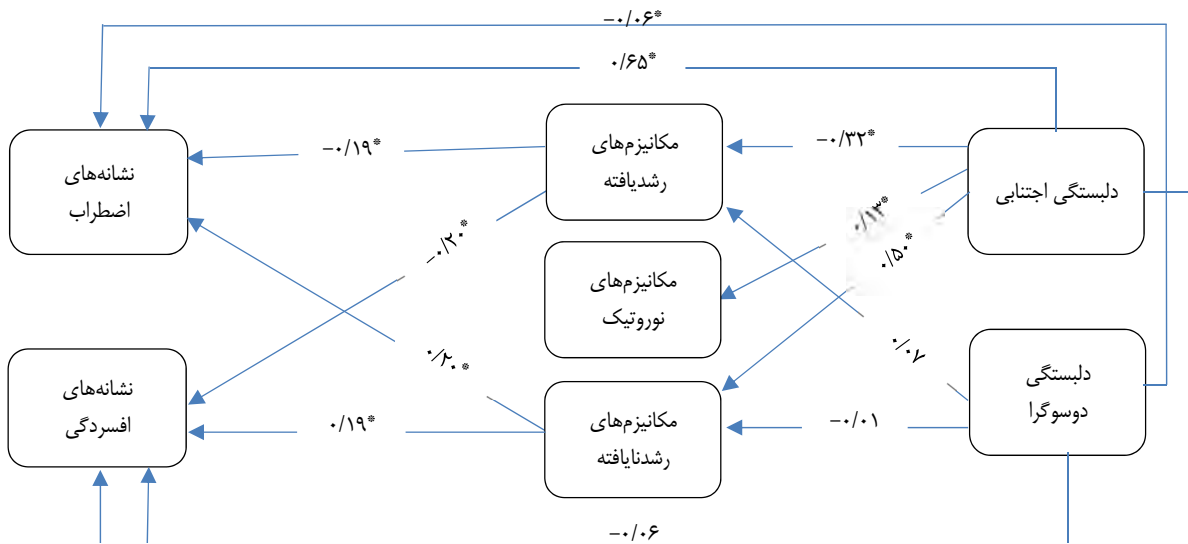 −۰/۰۶*
۰/۶۵*
مکانیزم‌های
رشدیافته
−۰/۳۲*
دلبستگی اجتنابی
−۰/۱۹*
نشانه‌های
اضطراب
۰/۱۳*
۰/۵۰*
−۰/۲۰*
مکانیزم‌های
نوروتیک
۰/۰۷
۰/۲۰*
دلبستگی
دوسوگرا
نشانه‌های
افسردگی
مکانیزم‌های
رشدنایافته
−۰/۰۱
۰/۱۹*
−۰/۰۶